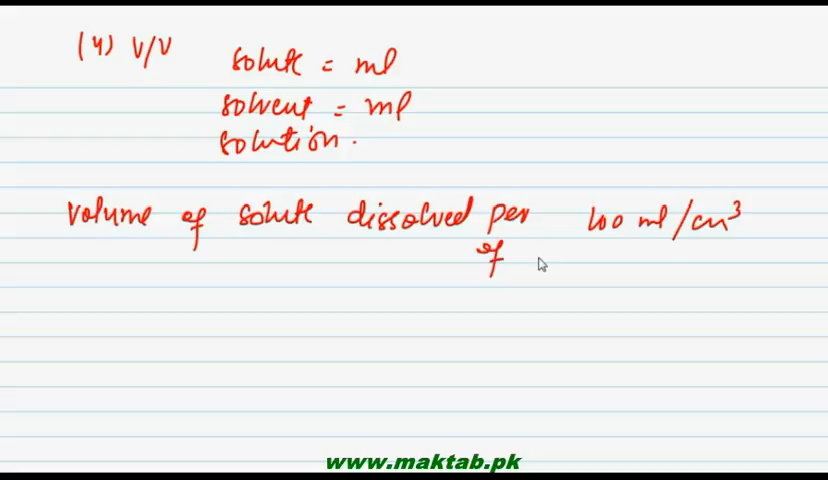 (4) V/V
solute = ml
solvent = ml
solution.
Volume of solute dissolved per 100 ml/cm³
of
www.maktab.pk